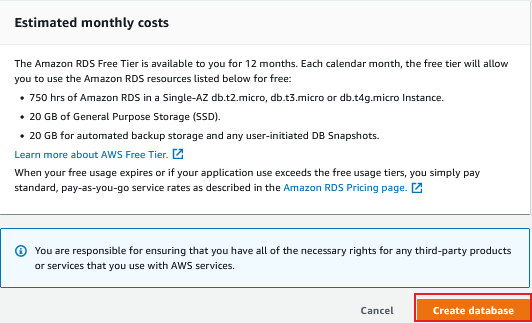 Estimated monthly costs
The Amazon RDS Free Tier is available to you for 12 months. Each calendar month, the free tier will allow
you to use the Amazon RDS resources listed below for free:
• 750 hrs of Amazon RDS in a Single-AZ db.t2.micro, db.t3.micro or db.t4g.micro Instance.
• 20 GB of General Purpose Storage (SSD).
• 20 GB for automated backup storage and any user-initiated DB Snapshots.
Learn more about AWS Free Tier.
When your free usage expires or if your application use exceeds the free usage tiers, you simply pay
standard, pay-as-you-go service rates as described in the Amazon RDS Pricing page.
You are responsible for ensuring that you have all of the necessary rights for any third-party products
or services that you use with AWS services.
Cancel Create database